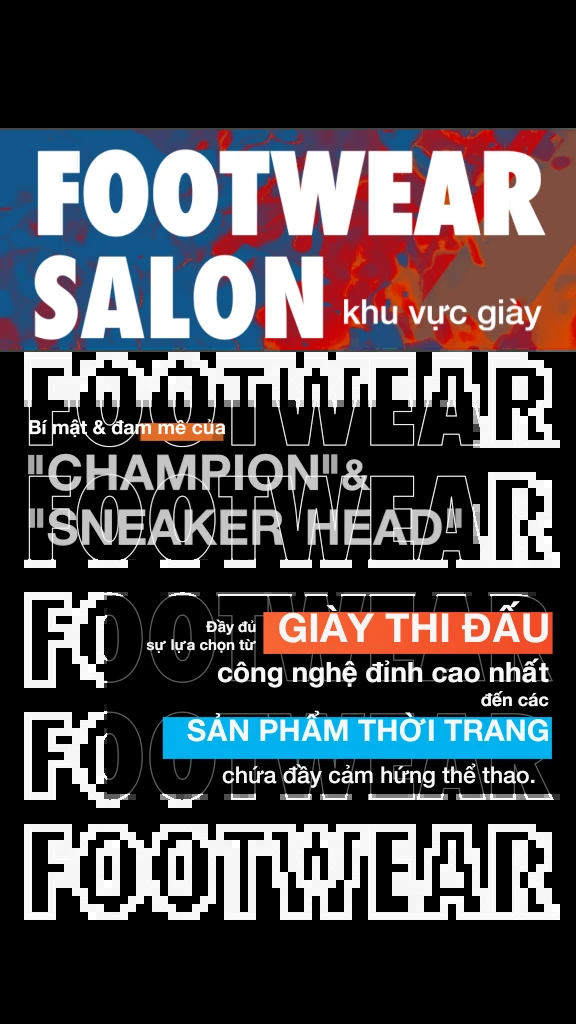 FOOTWEAR
SALON khu vực giày
FOOTWEAR
Bí mật & đam mê của
"CHAMPION"&
FOOTWEAR
"SNEAKER HEAD"
FOOTWEAR
Đầy đủ
sự lựa chọn từ
GIÀY THI ĐẤU
công nghệ đỉnh cao nhất
đến các
FOOTWEAR
SẢN PHẨM THỜI TRANG
chứa đầy cảm hứng thể thao.
FOOTWEAR